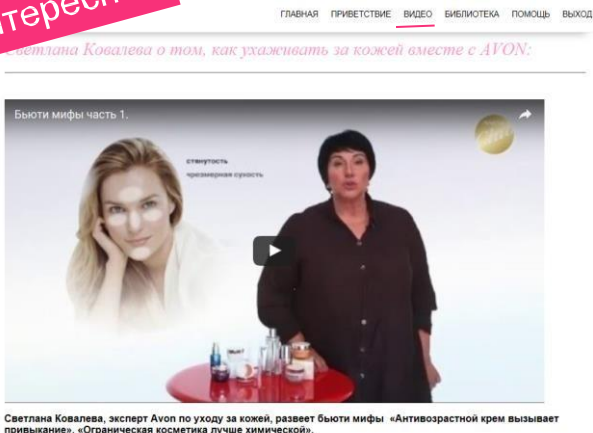 ГЛАВНАЯ ПРИВЕТСТВИЕ ВИДЕО БИБЛИОТЕКА ПОМОЩЬ ВЫХОД
Светлана Ковалева о том, как ухаживать за кожей вместе с AVON:
Бьюти мифы часть 1.
стянутость
чрезмерная сухость
Светлана Ковалева, эксперт Avon по уходу за кожей, развеет бьюти мифы «Антивозрастной крем вызывает
привыкание», «Ограническая косметика лучше химической».